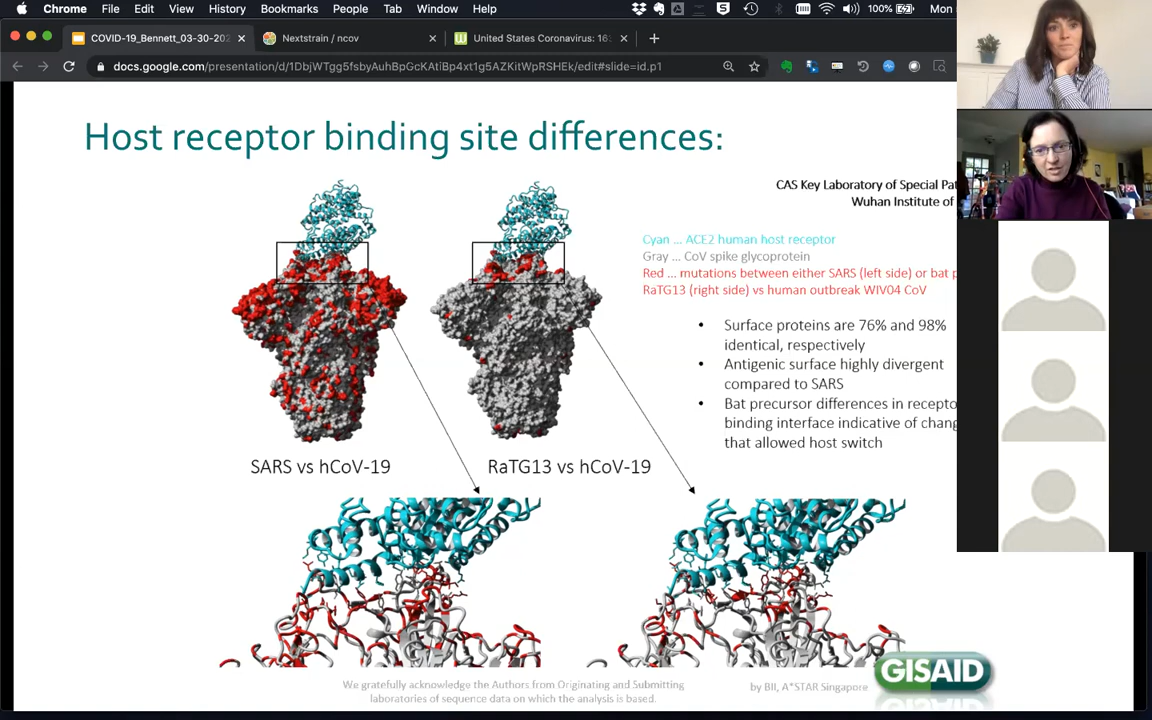 Chrome File Edit View History Bookmarks People Tab Window Help 100% Mon
COVID-19_Bennett_03-30-202
Nextstrain / ncov
United States Coronavirus: 16
docs.google.com/presentation/d/1DbjWTgg5fsbyAuhBpGcKAtiBp4xt1g5AZKitWpRSHEk/edit#slide=id.p1
Host receptor binding site differences:
CAS Key Laboratory of Special Pat
Wuhan Institute of
Cyan ... ACE2 human host receptor
Gray ... CoV spike glycoprotein
Red ... mutations between either SARS (left side) or bat p
RaTG13 (right side) vs human outbreak WIV04 CoV
• Surface proteins are 76% and 98%
identical, respectively
• Antigenic surface highly divergent
compared to SARS
• Bat precursor differences in recepto
binding interface indicative of chang
that allowed host switch
SARS vs hCoV-19
RaTG13 vs hCoV-19
We gratefully acknowledge the Authors from Originating and Submitting
laboratories of sequence data on which the analysis is based.
by BII, A*STAR Singapore
GISAID